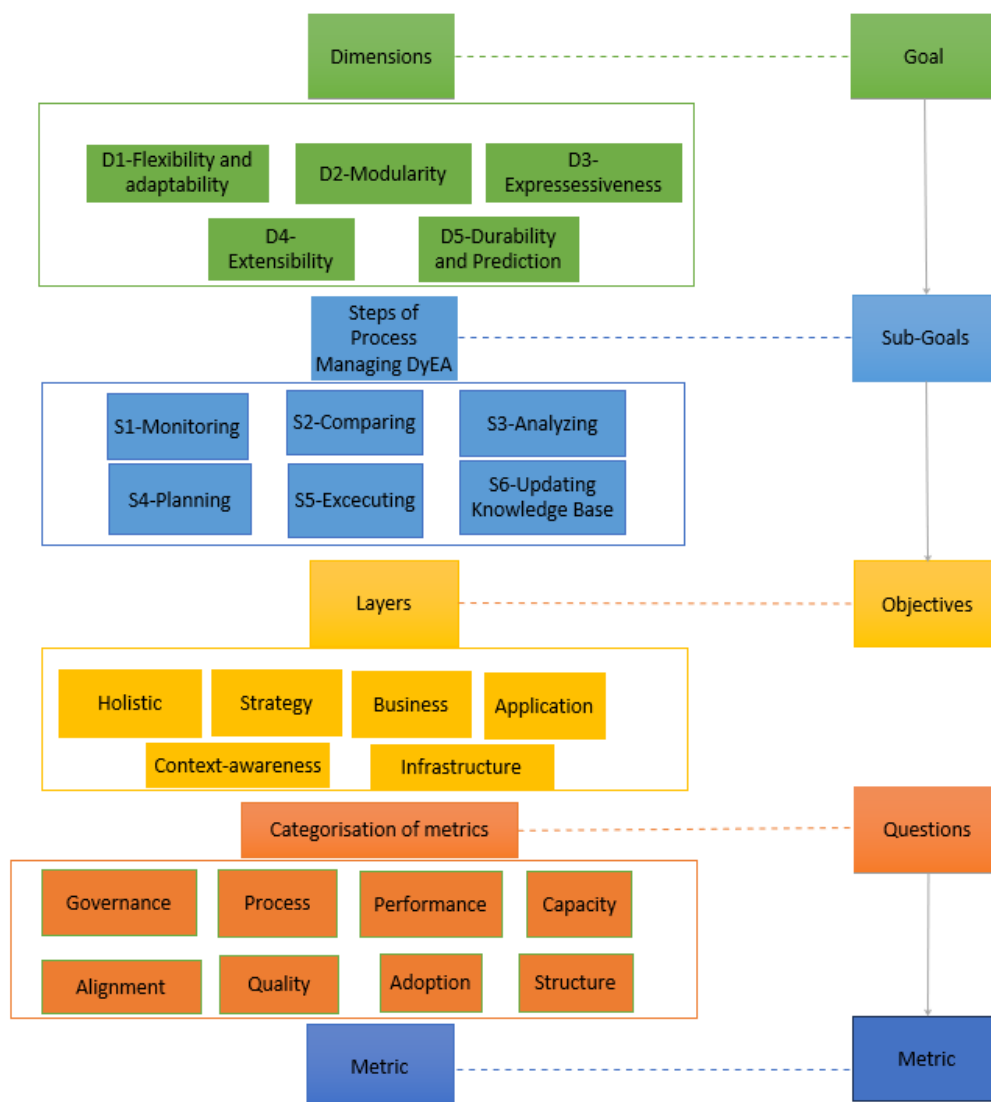 Dimensions
Goal
D1-Flexibility and
adaptability
D2-Modularity
D3-
Expressessiveness
D4-
Extensibility
D5-Durability
and Prediction
Steps of
Process
Managing DyEA
Sub-Goals
S1-Monitoring
S2-Comparing
S3-Analyzing
S4-Planning
S5-Excecuting
S6-Updating
Knowledge Base
Layers
Objectives
Holistic
Strategy
Business
Application
Context-awareness
Infrastructure
Categorisation of metrics
Questions
Governance
Process
Performance
Capacity
Alignment
Quality
Adoption
Structure
Metric
Metric